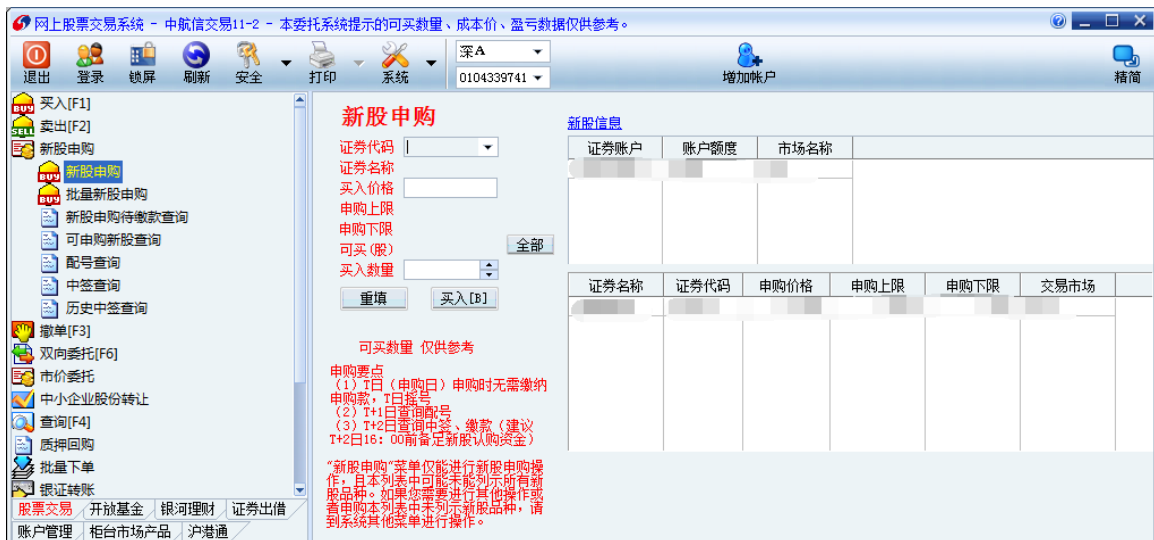 网上股票交易系统 - 中航信交易11-2 - 本委托系统提示的可买数量、成本价、盈亏数据仅供参考。
退出 登录 锁屏 刷新 安全 打印 系统 深A 0104339741 增加帐户 精简
买入[F1]
卖出[F2]
新股申购
新股申购
批量新股申购
新股申购待缴款查询
可申购新股查询
配号查询
中签查询
历史中签查询
撤单[F3]
双向委托[F6]
市价委托
中小企业股份转让
查询[F4]
质押回购
批量下单
银证转账
股票交易 开放基金 银河理财 证券出借
账户管理 柜台市场产品 沪港通
新股申购
证券代码
证券名称
买入价格
申购上限
申购下限
可买(股) 全部
买入数量
重填 买入[B]
可买数量 仅供参考
申购要点
(1) T日(申购日)申购时无需缴纳
申购款,T日摇号
(2) T+1日查询配号
(3) T+2日查询中签、缴款(建议
T+2日16:00前备足新股认购资金)
“新股申购”菜单仅能进行新股申购操
作,且本列表中可能未能列示所有新
股品种。如果您需要进行其他操作或
者申购本列表中未列示新股品种,请
到系统其他菜单进行操作。
新股信息
证券账户 账户额度 市场名称
证券名称 证券代码 申购价格 申购上限 申购下限 交易市场